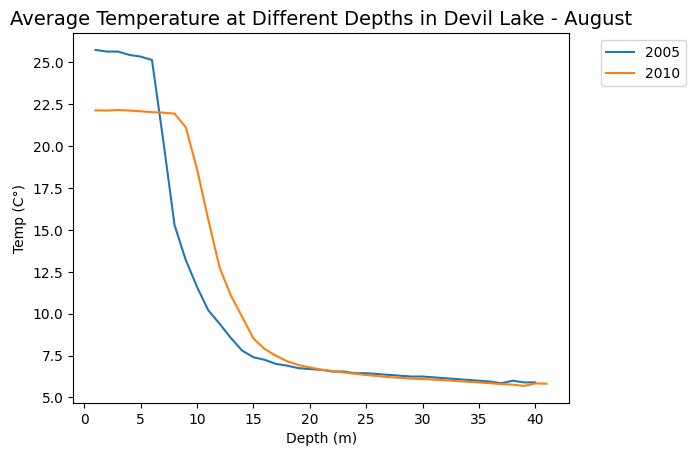 Average Temperature at Different Depths in Devil Lake - August
2005
2010
25.0
22.5
20.0
17.5
15.0
12.5
10.0
7.5
5.0
Temp (C°)
0 5 10 15 20 25 30 35 40
Depth (m)